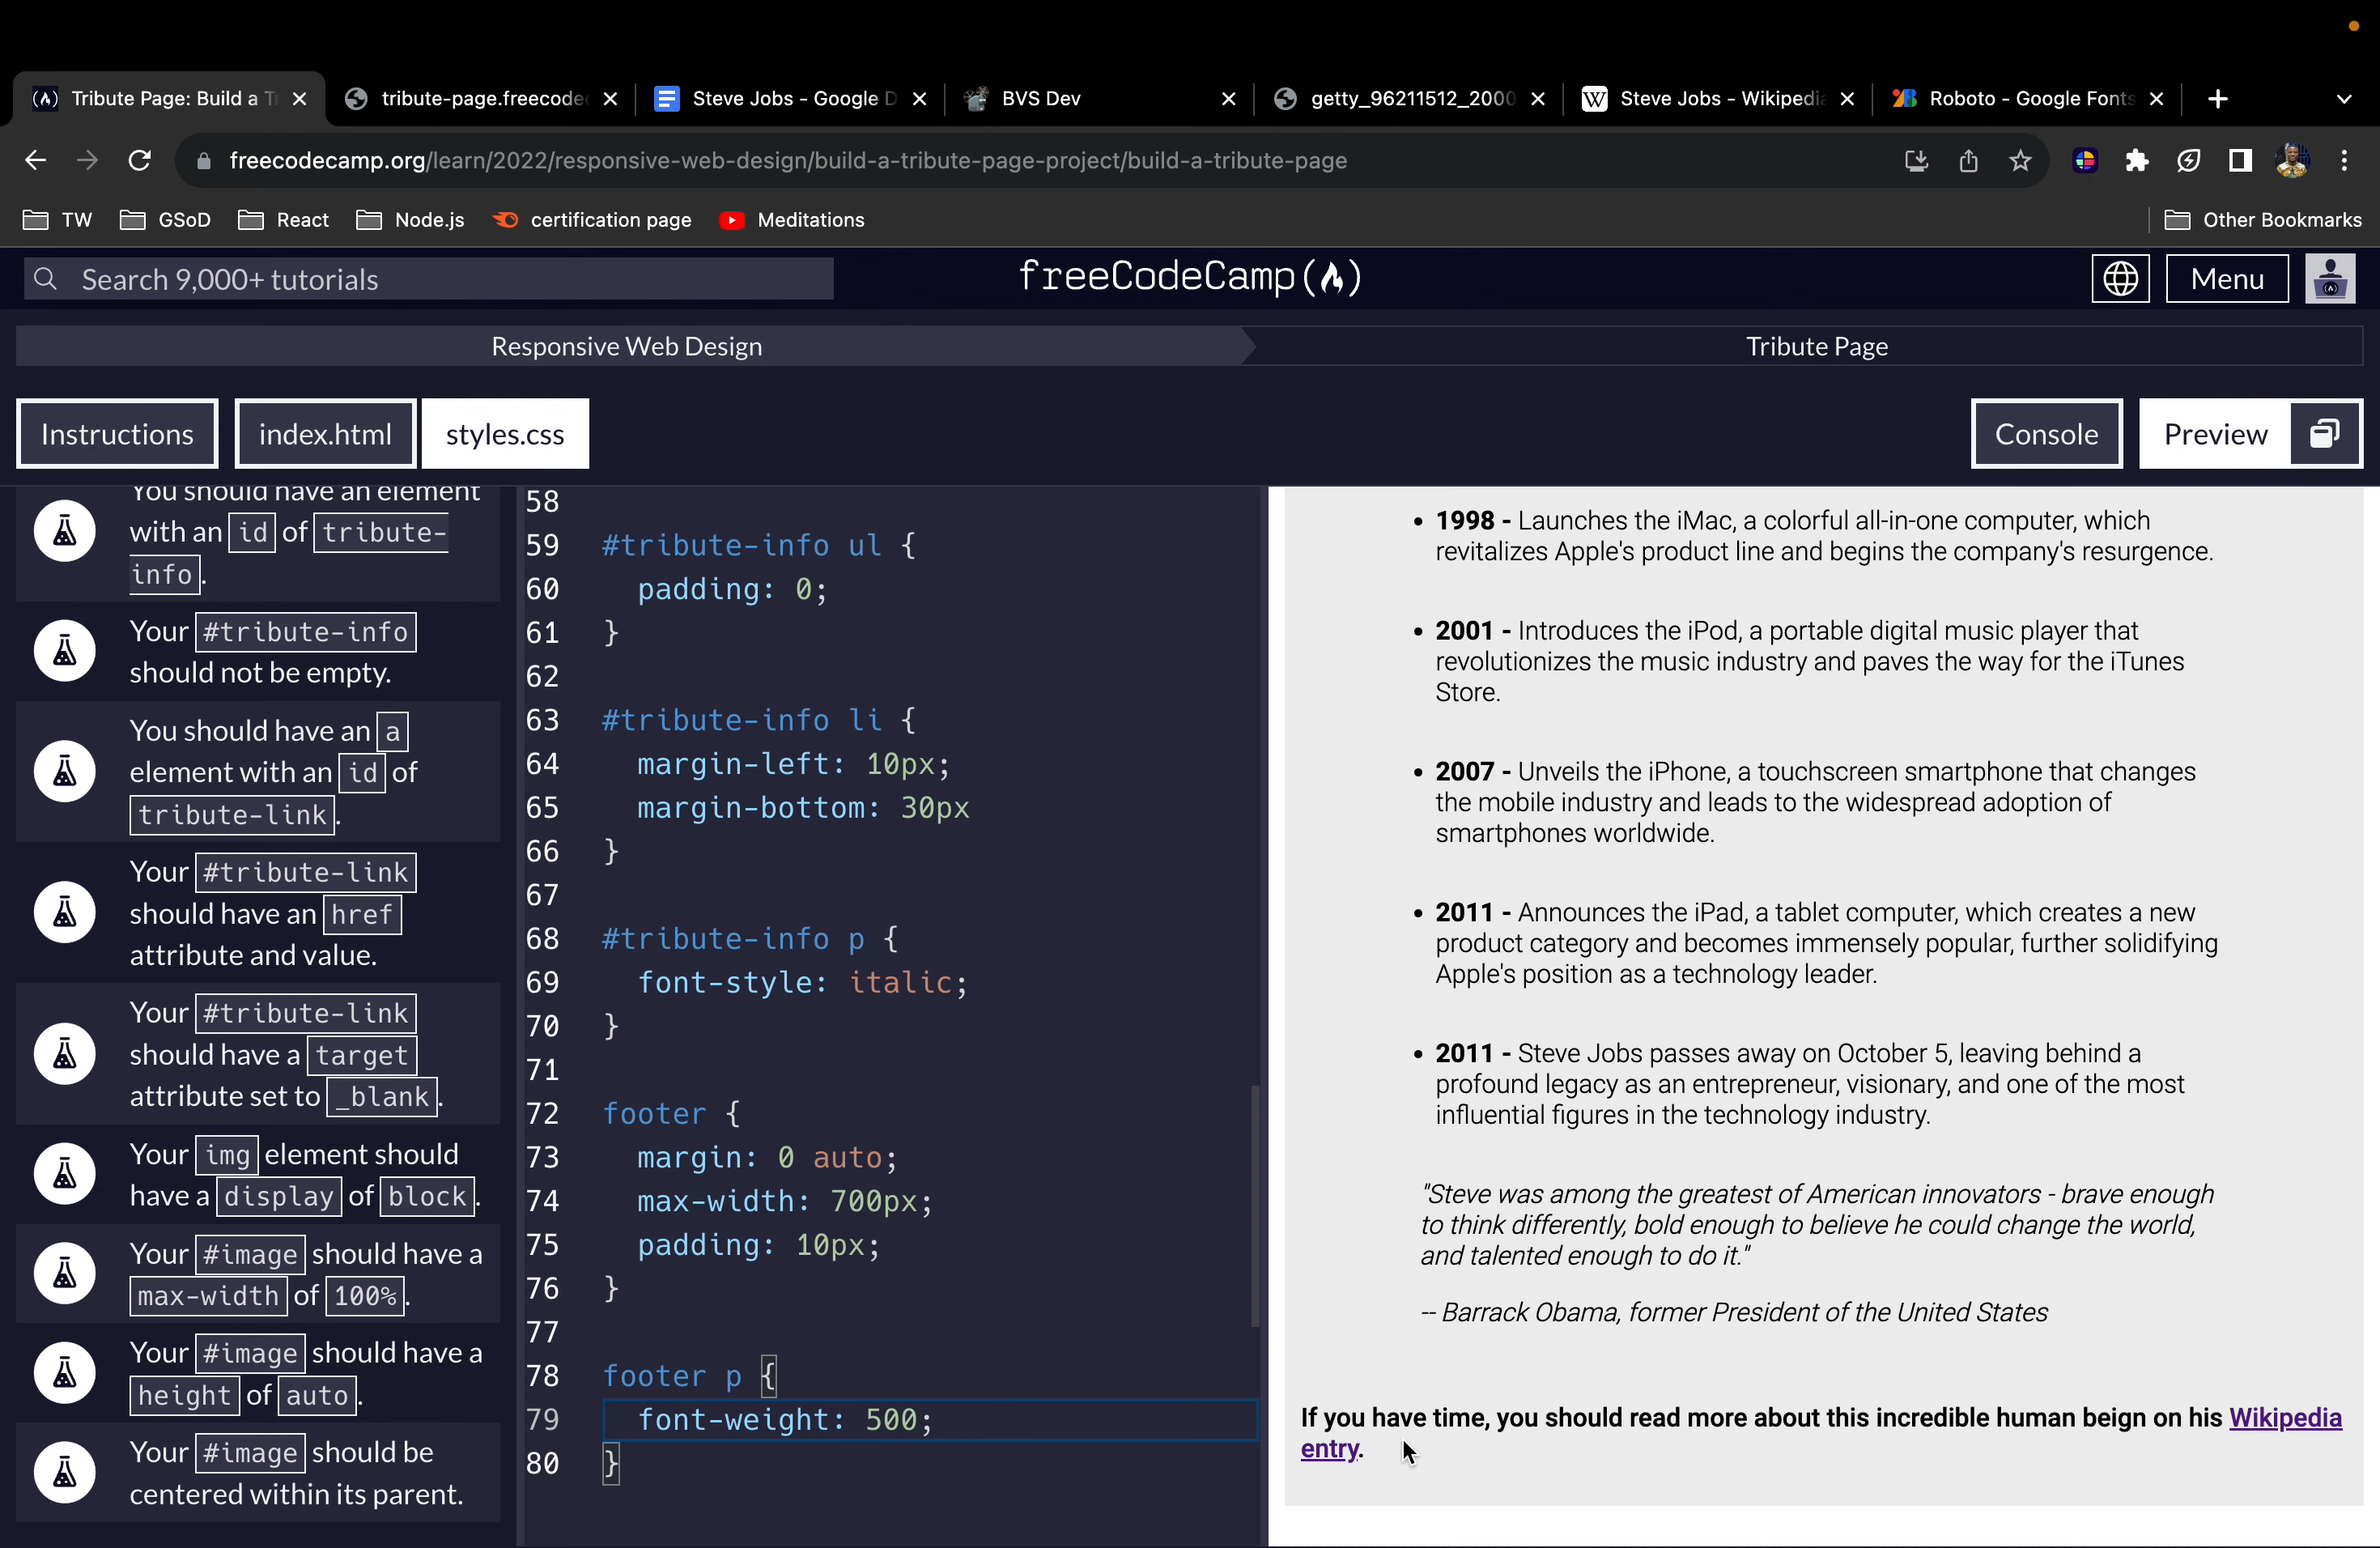 Tribute Page: Build a Tr
tribute-page.freecodec
Steve Jobs - Google D
BVS Dev
getty_96211512_2000
Steve Jobs - Wikipedia
Roboto - Google Fonts
freecodecamp.org/learn/2022/responsive-web-design/build-a-tribute-page-project/build-a-tribute-page
TW
GSoD
React
Node.js
certification page
Meditations
Other Bookmarks
Search 9,000+ tutorials
freeCodeCamp
Menu
Responsive Web Design
Tribute Page
Instructions
index.html
styles.css
Console
Preview
You should have an element
with an id of tribute-
info.
Your #tribute-info
should not be empty.
You should have an a
element with an id of
tribute-link.
Your #tribute-link
should have an href
attribute and value.
Your #tribute-link
should have a target
attribute set to _blank.
Your img element should
have a display of block.
Your #image should have a
max-width of 100%.
Your #image should have a
height of auto.
Your #image should be
centered within its parent.
58
59 #tribute-info ul {
60 padding: 0;
61 }
62
63 #tribute-info li {
64 margin-left: 10px;
65 margin-bottom: 30px
66 }
67
68 #tribute-info p {
69 font-style: italic;
70 }
71
72 footer {
73 margin: 0 auto;
74 max-width: 700px;
75 padding: 10px;
76 }
77
78 footer p {
79 font-weight: 500;
80 }
• 1998 - Launches the iMac, a colorful all-in-one computer, which
revitalizes Apple's product line and begins the company's resurgence.
• 2001 - Introduces the iPod, a portable digital music player that
revolutionizes the music industry and paves the way for the iTunes
Store.
• 2007 - Unveils the iPhone, a touchscreen smartphone that changes
the mobile industry and leads to the widespread adoption of
smartphones worldwide.
• 2011 - Announces the iPad, a tablet computer, which creates a new
product category and becomes immensely popular, further solidifying
Apple's position as a technology leader.
• 2011 - Steve Jobs passes away on October 5, leaving behind a
profound legacy as an entrepreneur, visionary, and one of the most
influential figures in the technology industry.
"Steve was among the greatest of American innovators - brave enough
to think differently, bold enough to believe he could change the world,
and talented enough to do it."
-- Barrack Obama, former President of the United States
If you have time, you should read more about this incredible human beign on his Wikipedia
entry.